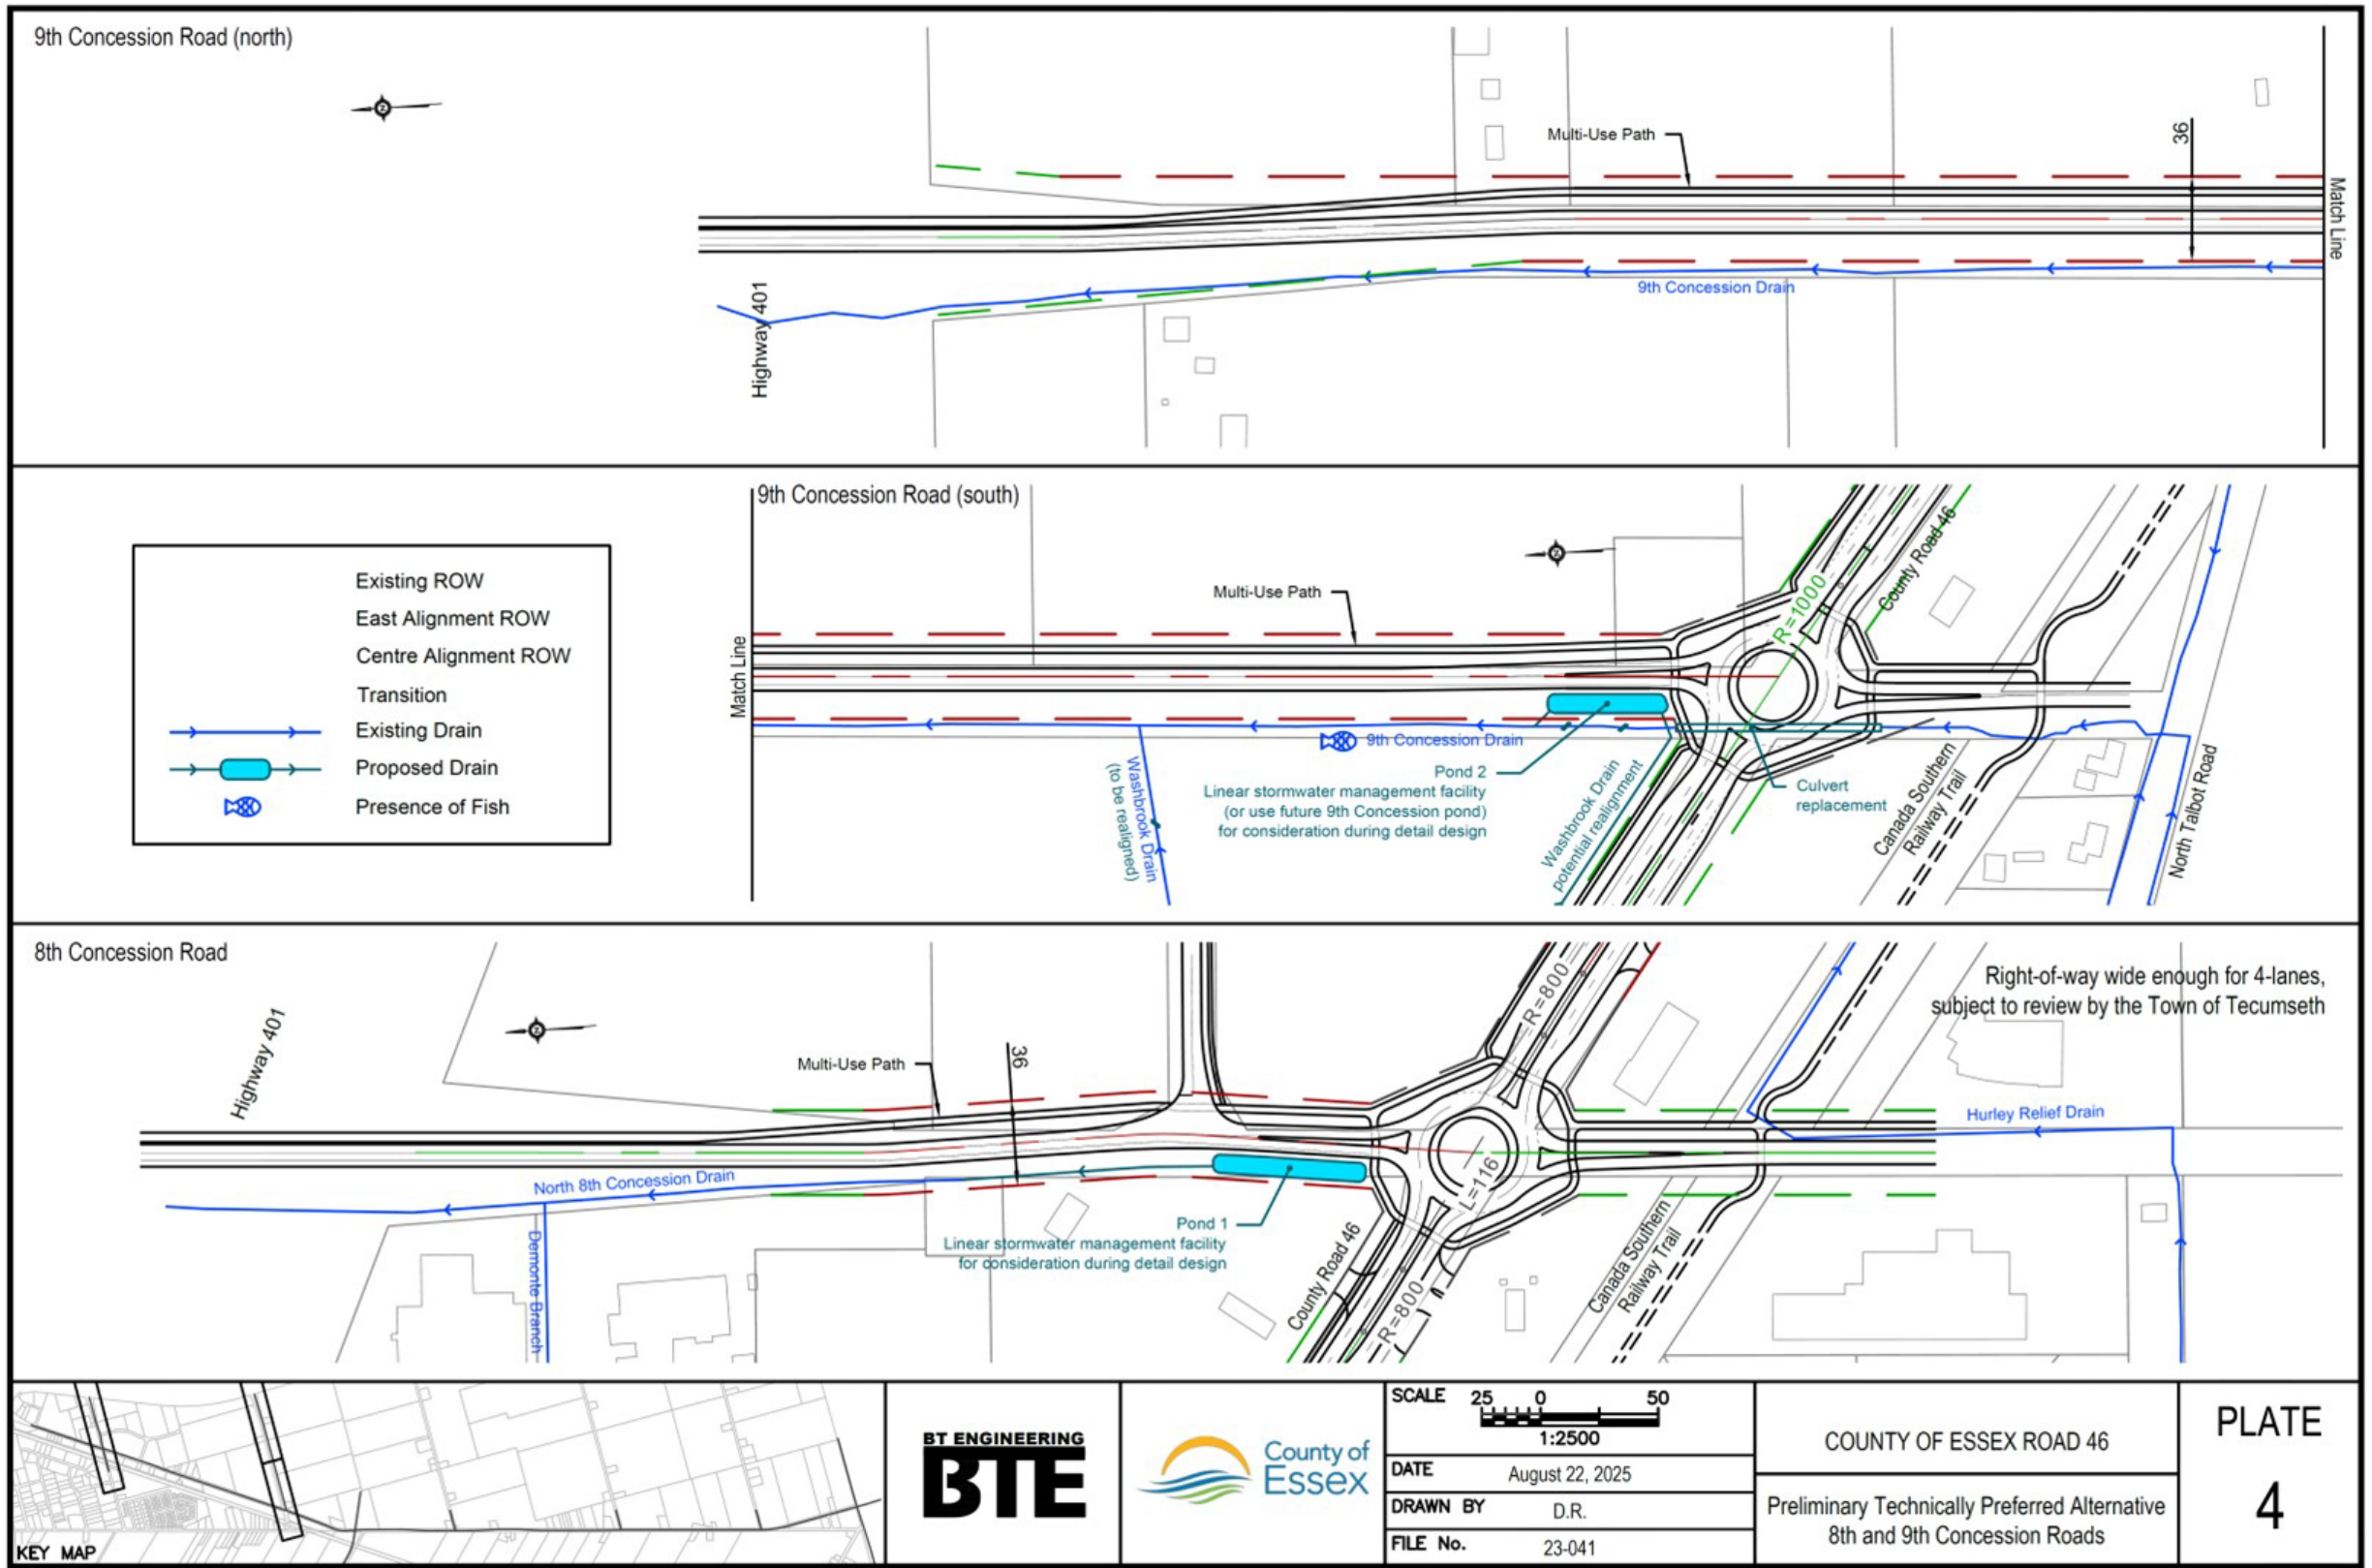 9th Concession Road (north)
Z
Multi-Use Path
36
Match Line
9th Concession Drain
Highway 401
9th Concession Road (south)
Z
Existing ROW
East Alignment ROW
Centre Alignment ROW
Transition
Existing Drain
Proposed Drain
Presence of Fish
Match Line
Multi-Use Path
R=1000
County Road 46
9th Concession Drain
Washbrook Drain
(to be realigned)
Pond 2
Linear stormwater management facility
(or use future 9th Concession pond)
for consideration during detail design
Washbrook Drain
potential realignment
Culvert
replacement
Canada Southern
Railway Trail
North Talbot Road
8th Concession Road
Highway 401
Z
Multi-Use Path
36
R=800
Right-of-way wide enough for 4-lanes,
subject to review by the Town of Tecumseth
Hurley Relief Drain
North 8th Concession Drain
Demonte Branch
Pond 1
Linear stormwater management facility
for consideration during detail design
L=116
County Road 46
R=800
Canada Southern
Railway Trail
KEY MAP
BT ENGINEERING
BTE
County of
Essex
SCALE 25 0 50
1:2500
DATE August 22, 2025
DRAWN BY D.R.
FILE No. 23-041
COUNTY OF ESSEX ROAD 46
Preliminary Technically Preferred Alternative
8th and 9th Concession Roads
PLATE
4